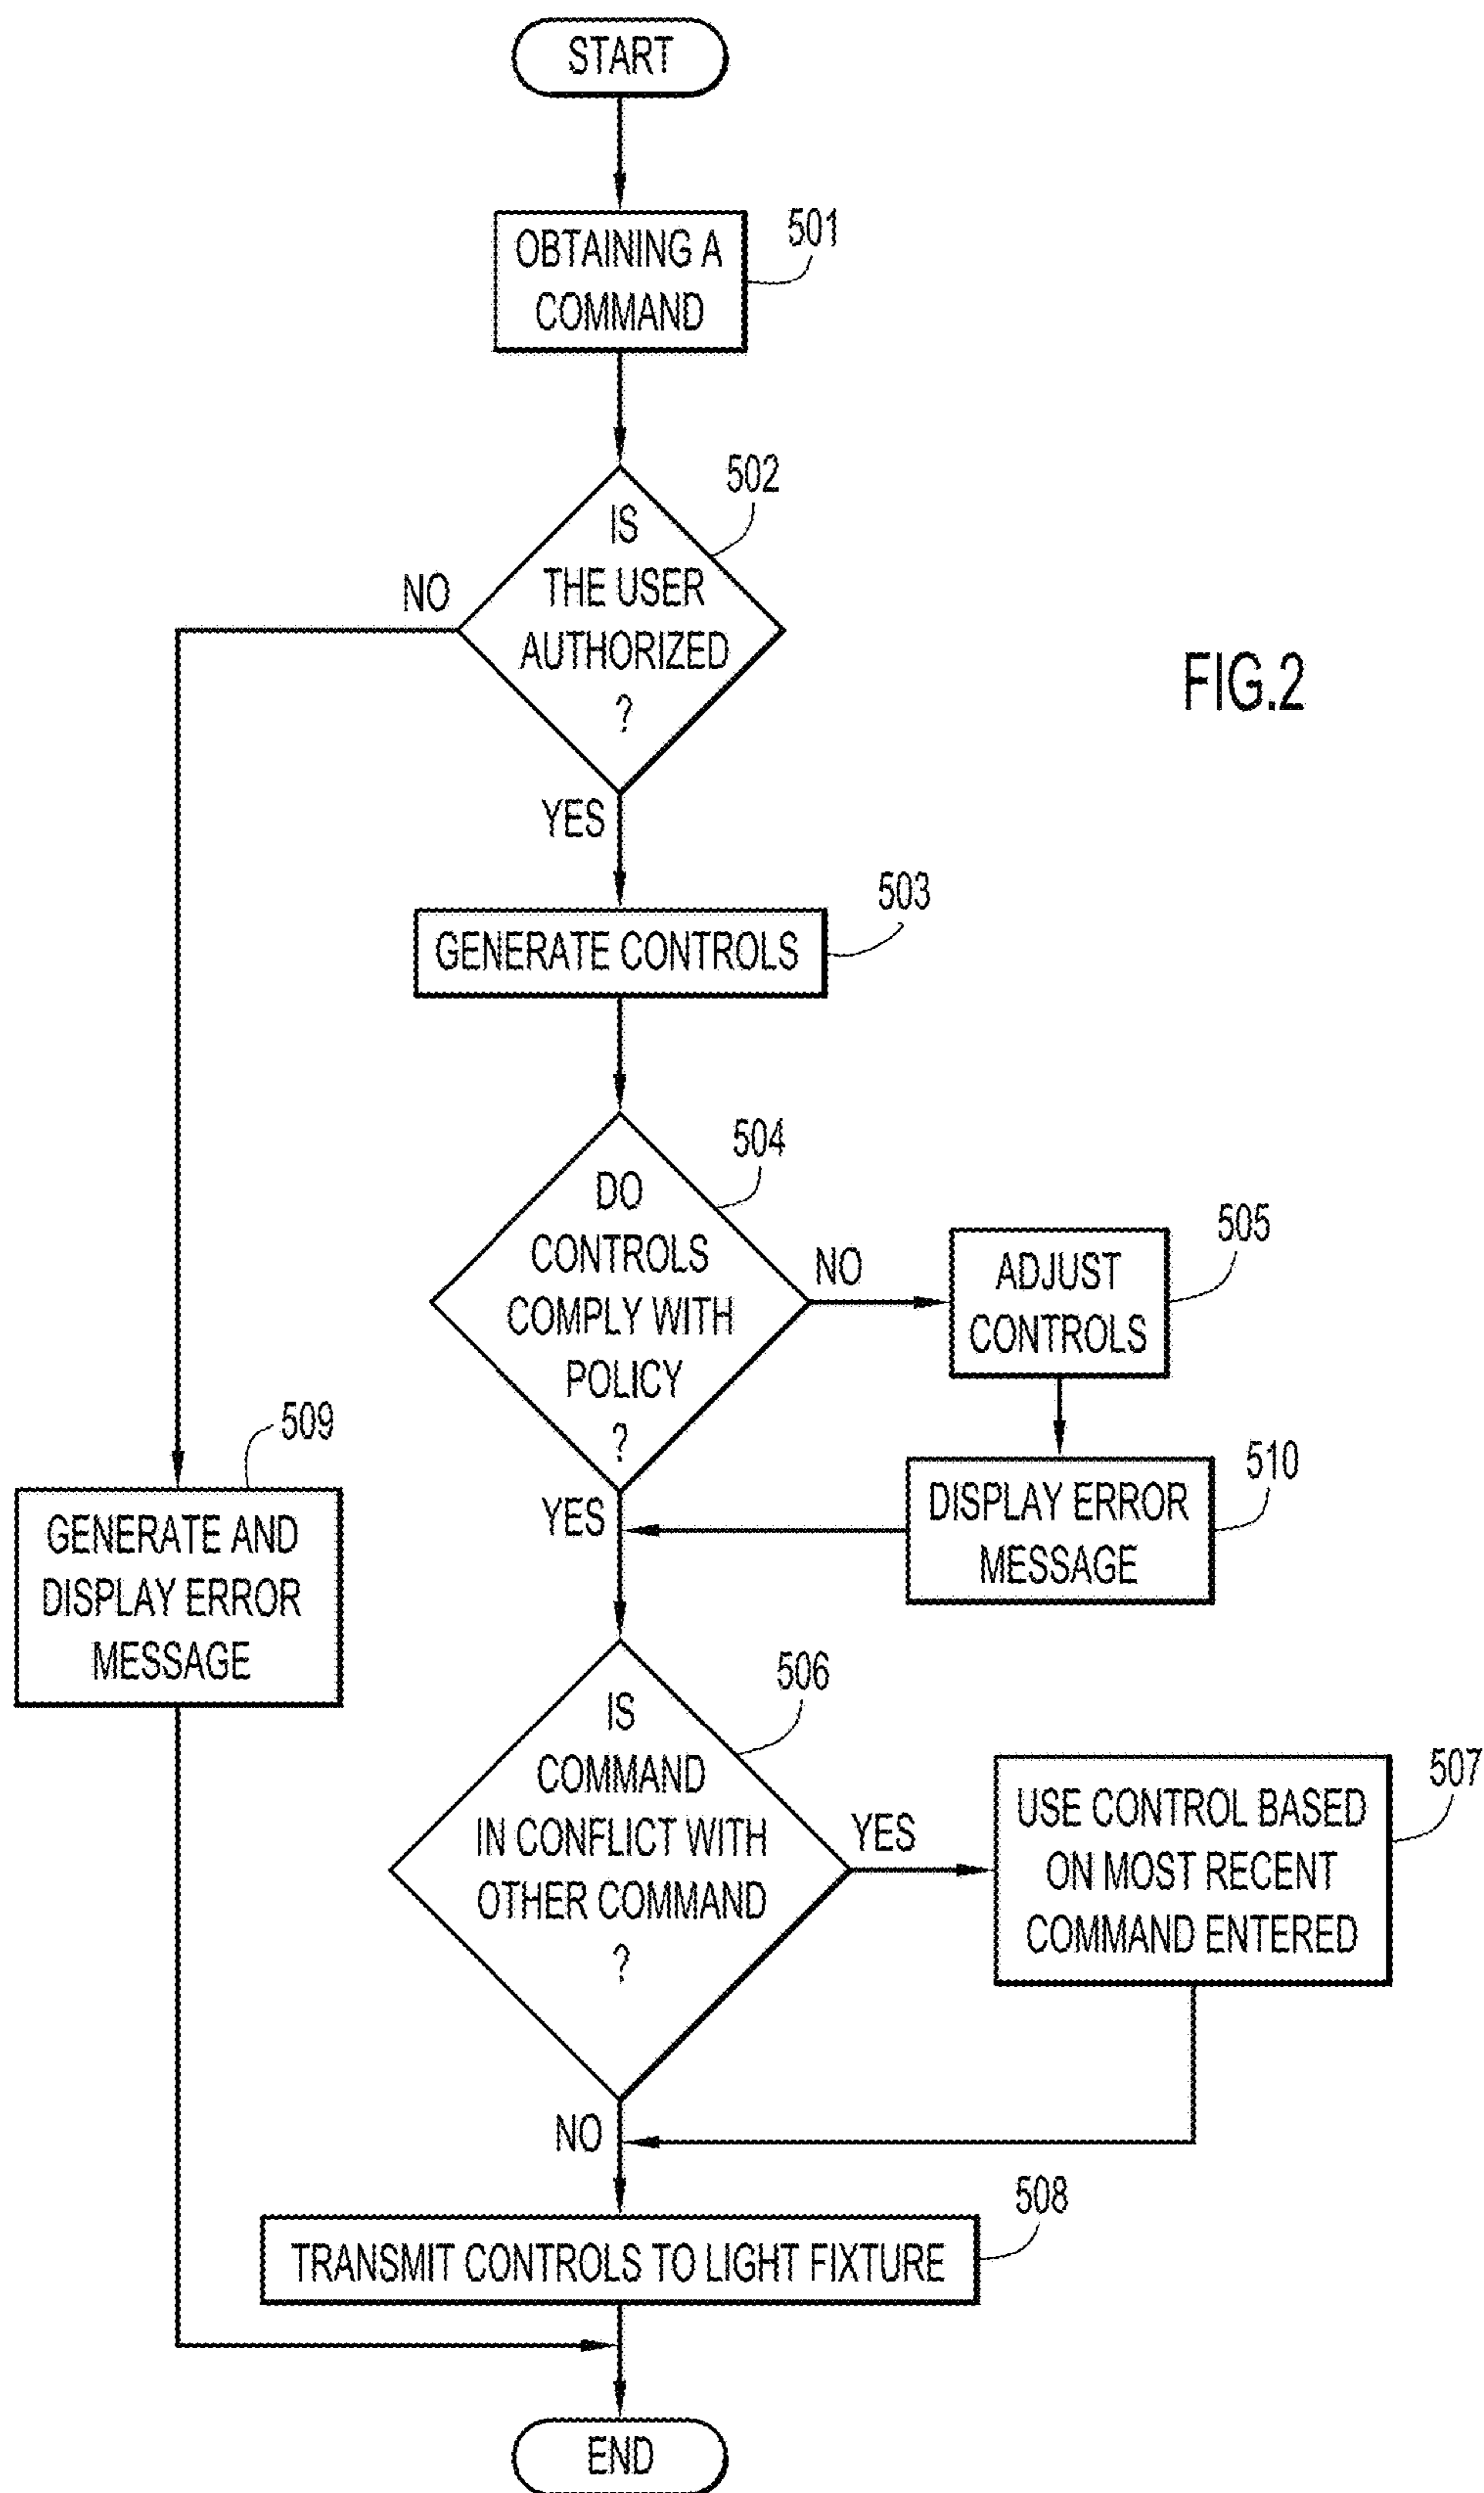 START
OBTAINING A
COMMAND
501
IS
THE USER
AUTHORIZED
?
502
NO
YES
FIG.2
GENERATE CONTROLS
503
DO
CONTROLS
COMPLY WITH
POLICY
?
504
NO
ADJUST
CONTROLS
505
YES
DISPLAY ERROR
MESSAGE
510
509
GENERATE AND
DISPLAY ERROR
MESSAGE
IS
COMMAND
IN CONFLICT WITH
OTHER COMMAND
?
506
YES
USE CONTROL BASED
ON MOST RECENT
COMMAND ENTERED
507
NO
TRANSMIT CONTROLS TO LIGHT FIXTURE
508
END